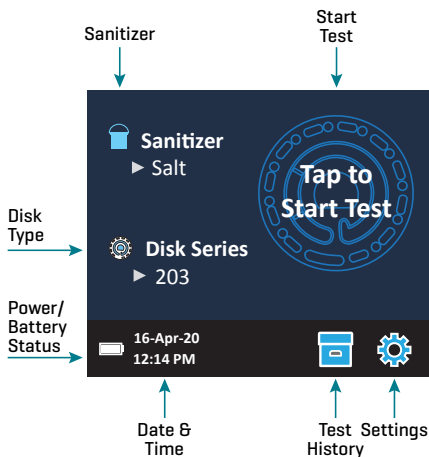 Sanitizer
Start
Test
Sanitizer
▶ Salt
Tap to
Start Test
Disk
Type
Disk Series
▶ 203
Power/
Battery
Status
16-Apr-20
12:14 PM
Date &
Time
Test
History
Settings